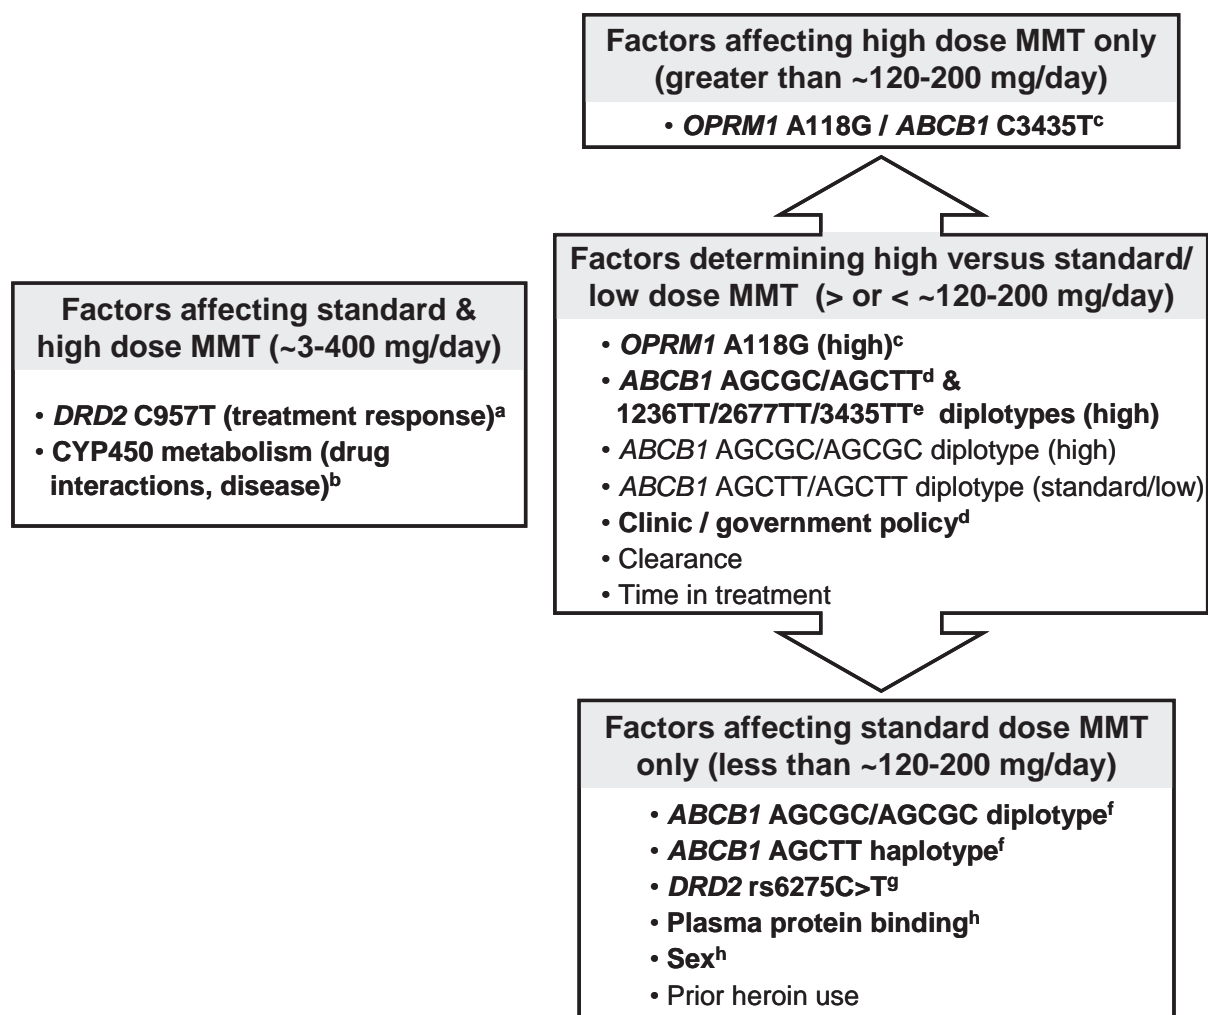 Factors affecting high dose MMT only
(greater than ~120-200 mg/day)
• OPRM1 A118G / ABCB1 C3435Tᶜ
Factors determining high versus standard/
low dose MMT (> or < ~120-200 mg/day)
• OPRM1 A118G (high)ᶜ
• ABCB1 AGCGC/AGCTTᵈ &
1236TT/2677TT/3435TTᵉ diplotypes (high)
• ABCB1 AGCGC/AGCGC diplotype (high)
• ABCB1 AGCTT/AGCTT diplotype (standard/low)
• Clinic / government policyᵈ
• Clearance
• Time in treatment
Factors affecting standard &
high dose MMT (~3-400 mg/day)
• DRD2 C957T (treatment response)ᵃ
• CYP450 metabolism (drug
interactions, disease)ᵇ
Factors affecting standard dose MMT
only (less than ~120-200 mg/day)
• ABCB1 AGCGC/AGCGC diplotypeᶠ
• ABCB1 AGCTT haplotypeᶠ
• DRD2 rs6275C>Tᵍ
• Plasma protein bindingʰ
• Sexʰ
• Prior heroin use